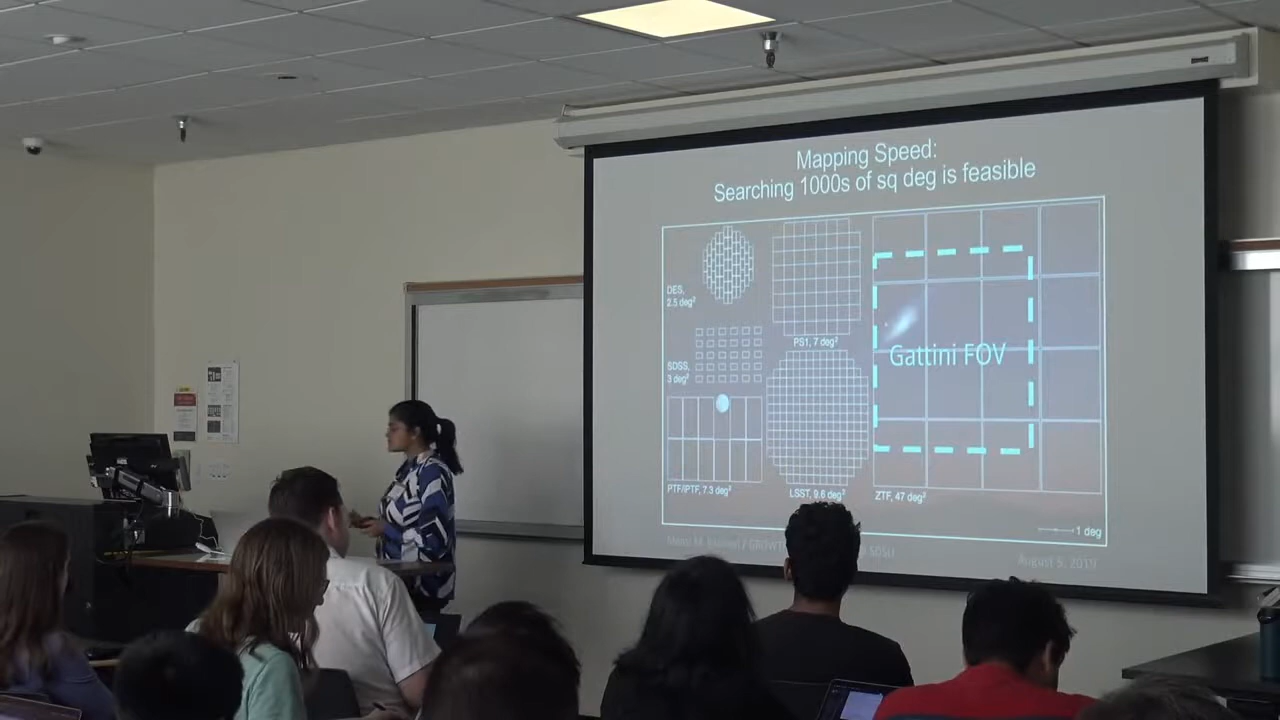 Mapping Speed:
Searching 1000s of sq deg is feasible
DES,
2.5 deg²
PS1, 7 deg²
SDSS,
3 deg²
Gattini FOV
PTF/PTF, 7.3 deg²
LSST, 9.6 deg²
ZTF, 47 deg²
1 deg
August 5, 2019